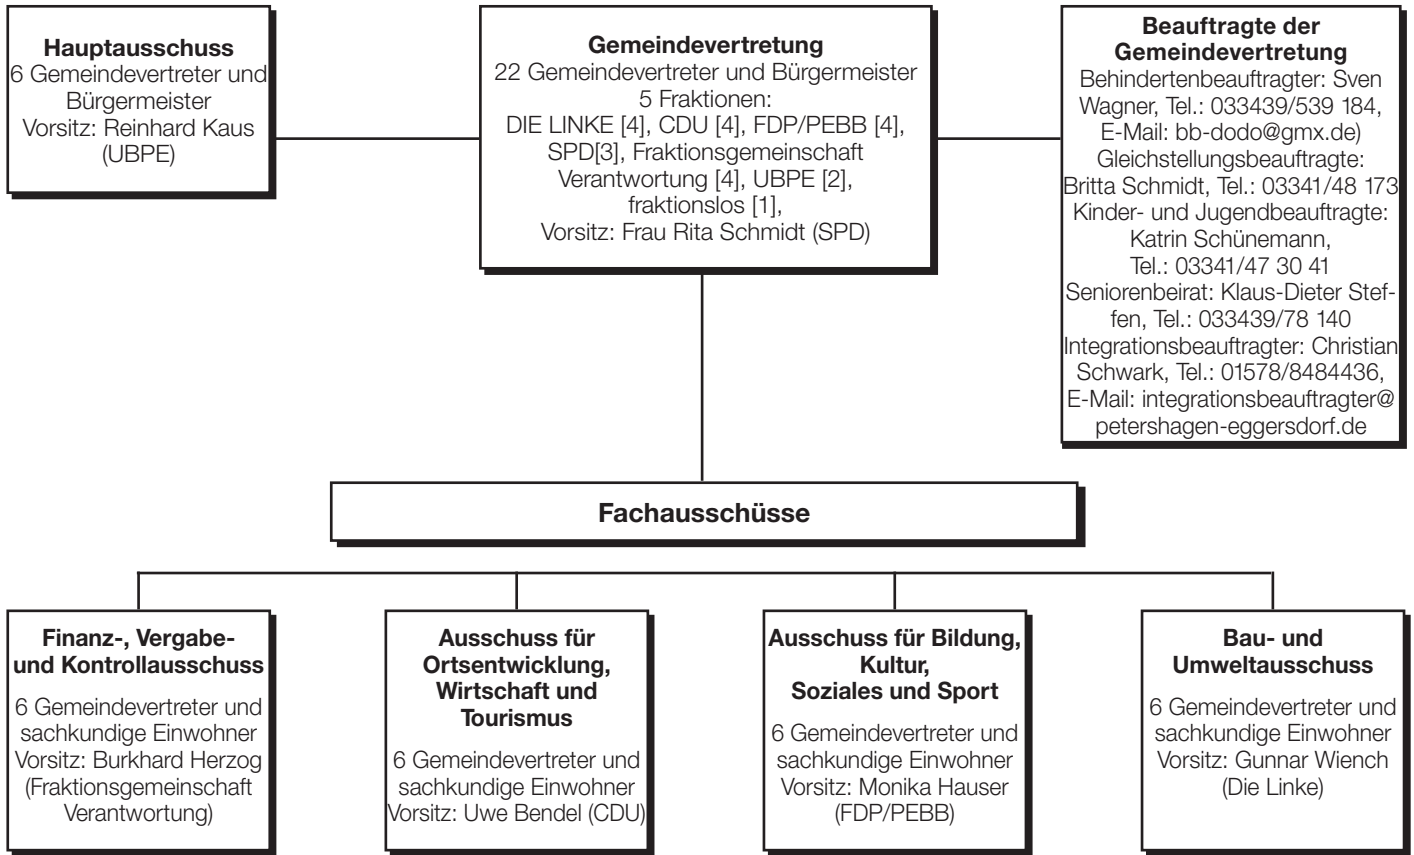 Hauptausschuss
6 Gemeindevertreter und
Bürgermeister
Vorsitz: Reinhard Kaus
(UBPE)
Gemeindevertretung
22 Gemeindevertreter und Bürgermeister
5 Fraktionen:
DIE LINKE [4], CDU [4], FDP/PEBB [4],
SPD[3], Fraktionsgemeinschaft
Verantwortung [4], UBPE [2],
fraktionslos [1],
Vorsitz: Frau Rita Schmidt (SPD)
Beauftragte der
Gemeindevertretung
Behindertenbeauftragter: Sven
Wagner, Tel.: 033439/539 184,
E-Mail: bb-dodo@gmx.de)
Gleichstellungsbeauftragte:
Britta Schmidt, Tel.: 03341/48 173
Kinder- und Jugendbeauftragte:
Katrin Schünemann,
Tel.: 03341/47 30 41
Seniorenbeirat: Klaus-Dieter Stef-
fen, Tel.: 033439/78 140
Integrationsbeauftragter: Christian
Schwark, Tel.: 01578/8484436,
E-Mail: integrationsbeauftragter@
petershagen-eggersdorf.de
Fachausschüsse
Finanz-, Vergabe-
und Kontrollausschuss
6 Gemeindevertreter und
sachkundige Einwohner
Vorsitz: Burkhard Herzog
(Fraktionsgemeinschaft
Verantwortung)
Ausschuss für
Ortsentwicklung,
Wirtschaft und
Tourismus
6 Gemeindevertreter und
sachkundige Einwohner
Vorsitz: Uwe Bendel (CDU)
Ausschuss für Bildung,
Kultur,
Soziales und Sport
6 Gemeindevertreter und
sachkundige Einwohner
Vorsitz: Monika Hauser
(FDP/PEBB)
Bau- und
Umweltausschuss
6 Gemeindevertreter und
sachkundige Einwohner
Vorsitz: Gunnar Wiench
(Die Linke)